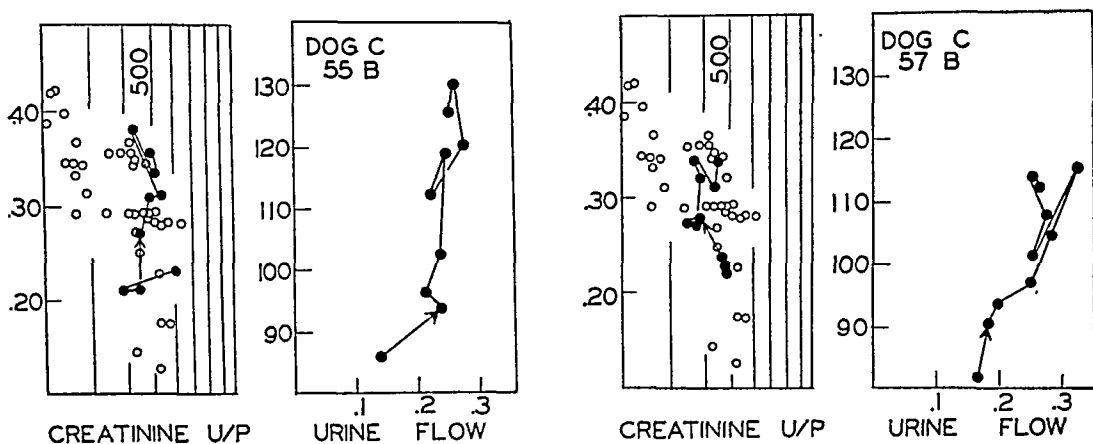 DOG C
55 B
500
.40
.30
.20
130
120
110
100
90
.1 .2 .3
CREATININE U/P
URINE FLOW
DOG C
57 B
500
.40
.30
.20
130
120
110
100
90
.1 .2 .3
CREATININE U/P
URINE FLOW